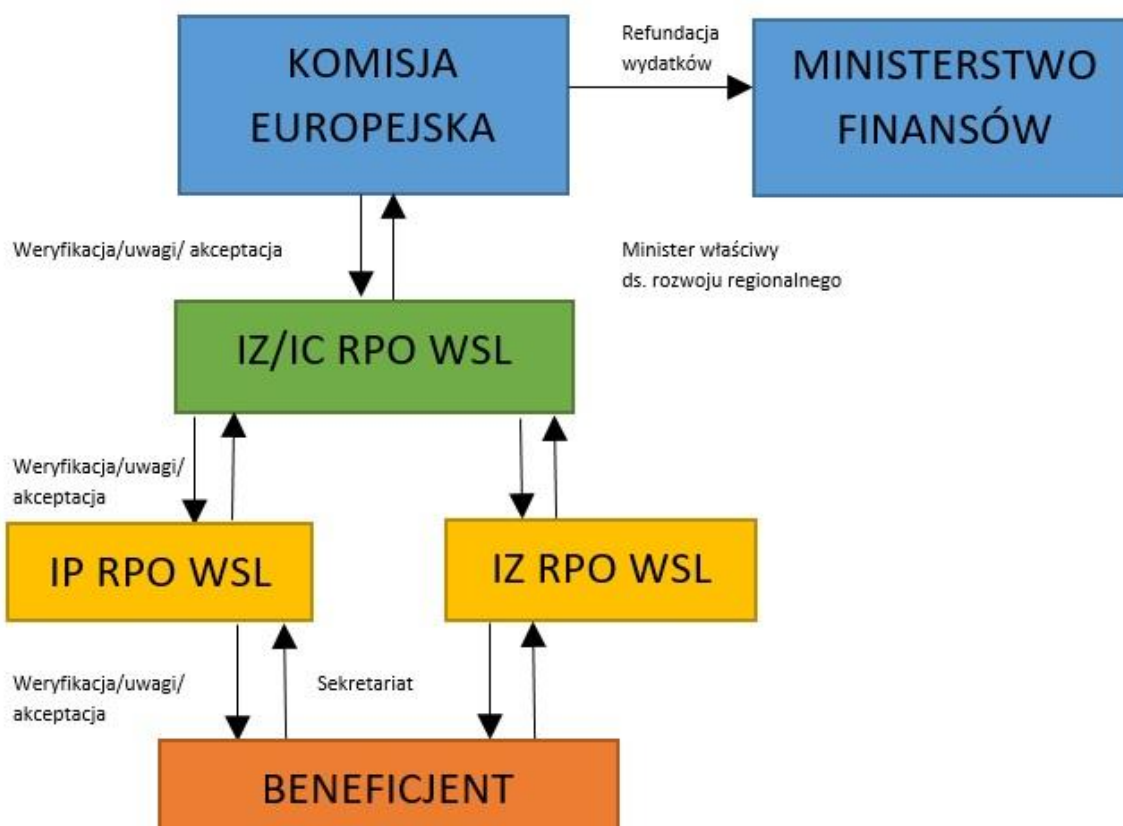 KOMISJA
EUROPEJSKA
Refundacja
wydatków
MINISTERSTWO
FINANSÓW
Weryfikacja/uwagi/ akceptacja
Minister właściwy
ds. rozwoju regionalnego
IZ/IC RPO WSL
Weryfikacja/uwagi/
akceptacja
IP RPO WSL
IZ RPO WSL
Weryfikacja/uwagi/
akceptacja
Sekretariat
BENEFICJENT